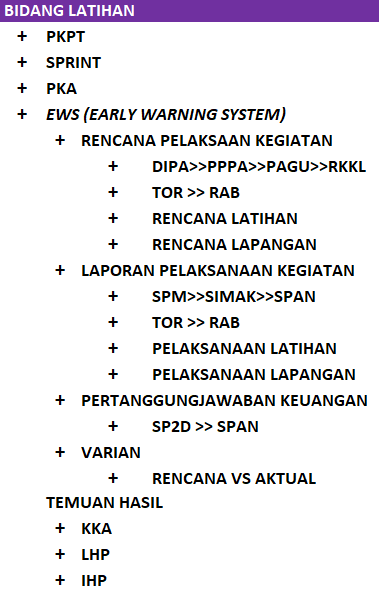 BIDANG LATIHAN
+ PKPT
+ SPRINT
+ PKA
+ EWS (EARLY WARNING SYSTEM)
+ RENCANA PELAKSAAN KEGIATAN
+ DIPA>>PPPA>>PAGU>>RKKL
+ TOR >> RAB
+ RENCANA LATIHAN
+ RENCANA LAPANGAN
+ LAPORAN PELAKSANAAN KEGIATAN
+ SPM>>SIMAK>>SPAN
+ TOR >> RAB
+ PELAKSANAAN LATIHAN
+ PELAKSANAAN LAPANGAN
+ PERTANGGUNGJAWABAN KEUANGAN
+ SP2D >> SPAN
+ VARIAN
+ RENCANA VS AKTUAL
TEMUAN HASIL
+ KKA
+ LHP
+ IHP